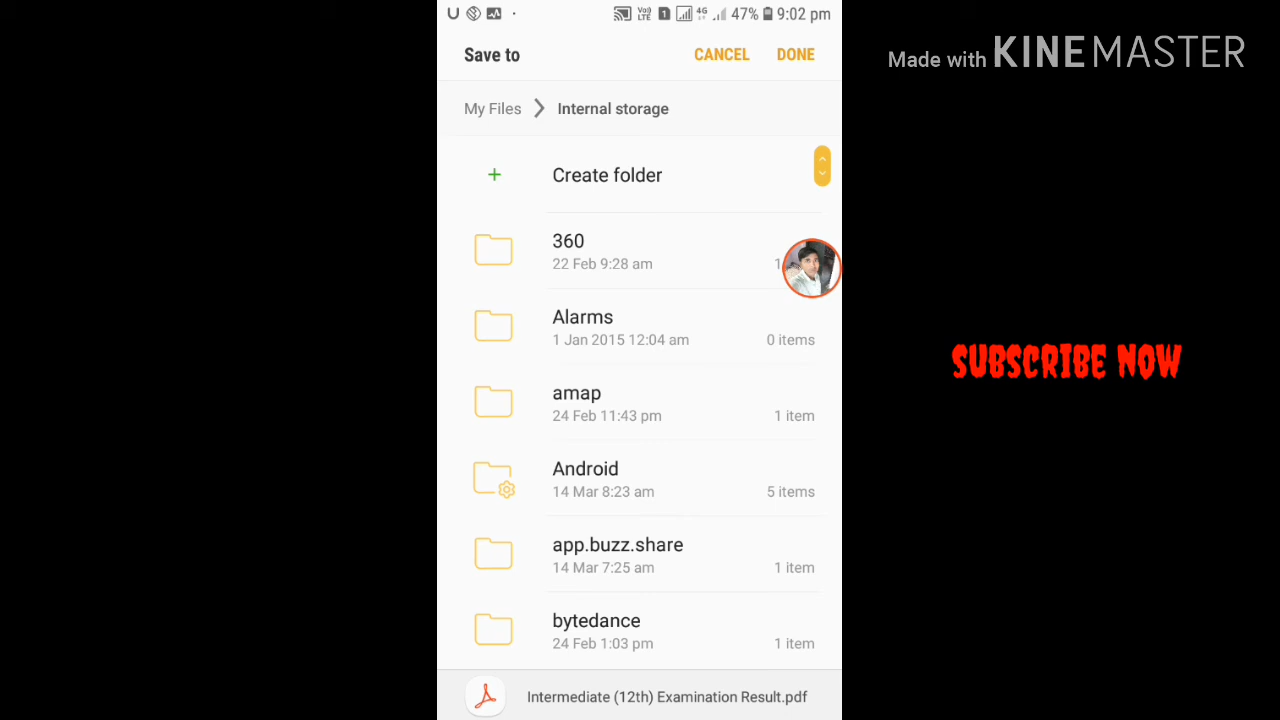 47% 9:02 pm
Made with KINEMASTER
Save to CANCEL DONE
My Files Internal storage
+ Create folder
360
22 Feb 9:28 am
Alarms
1 Jan 2015 12:04 am 0 items
SUBSCRIBE NOW
amap
24 Feb 11:43 pm 1 item
Android
14 Mar 8:23 am 5 items
app.buzz.share
14 Mar 7:25 am 1 item
bytedance
24 Feb 1:03 pm 1 item
Intermediate (12th) Examination Result.pdf